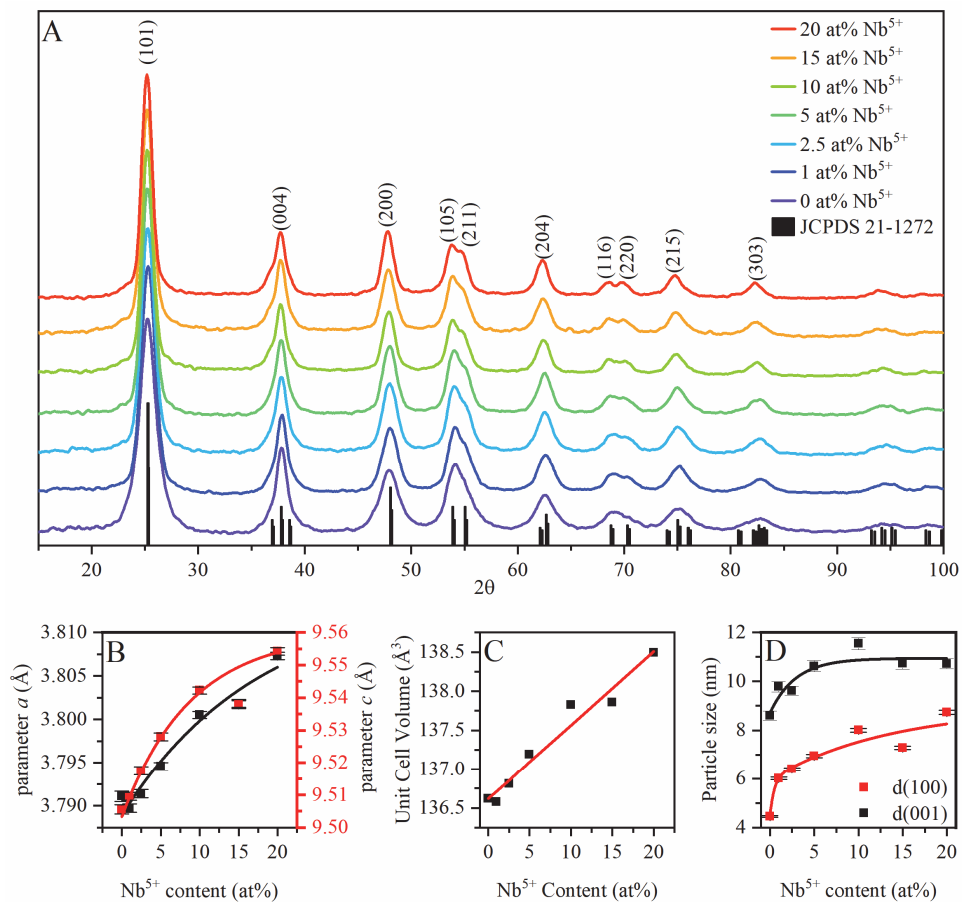 A
(101)
(004)
(200)
(105)
(211)
(204)
(116)
(220)
(215)
(303)
20 at% Nb⁵⁺
15 at% Nb⁵⁺
10 at% Nb⁵⁺
5 at% Nb⁵⁺
2.5 at% Nb⁵⁺
1 at% Nb⁵⁺
0 at% Nb⁵⁺
JCPDS 21-1272
20 30 40 50 60 70 80 90 100
2θ
B
parameter a (Å)
3.810
3.805
3.800
3.795
3.790
parameter c (Å)
9.56
9.55
9.54
9.53
9.52
9.51
9.50
0 5 10 15 20
Nb⁵⁺ content (at%)
C
Unit Cell Volume (Å³)
138.5
138.0
137.5
137.0
136.5
0 5 10 15 20
Nb⁵⁺ Content (at%)
D
Particle size (nm)
12
10
8
6
4
d(100)
d(001)
0 5 10 15 20
Nb⁵⁺ content (at%)